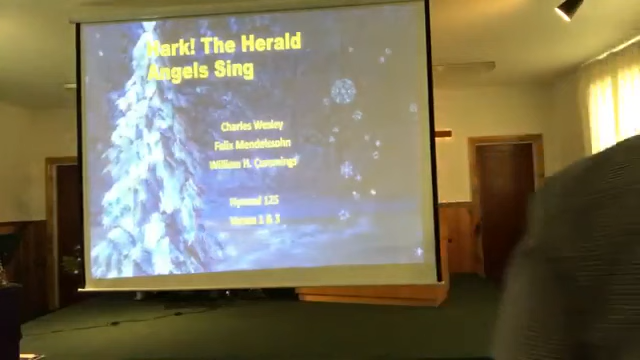 Hark! The Herald
Angels Sing
Charles Wesley
Felix Mendelssohn
William H. Cummings
Hymnal 125
Verses 1 & 3